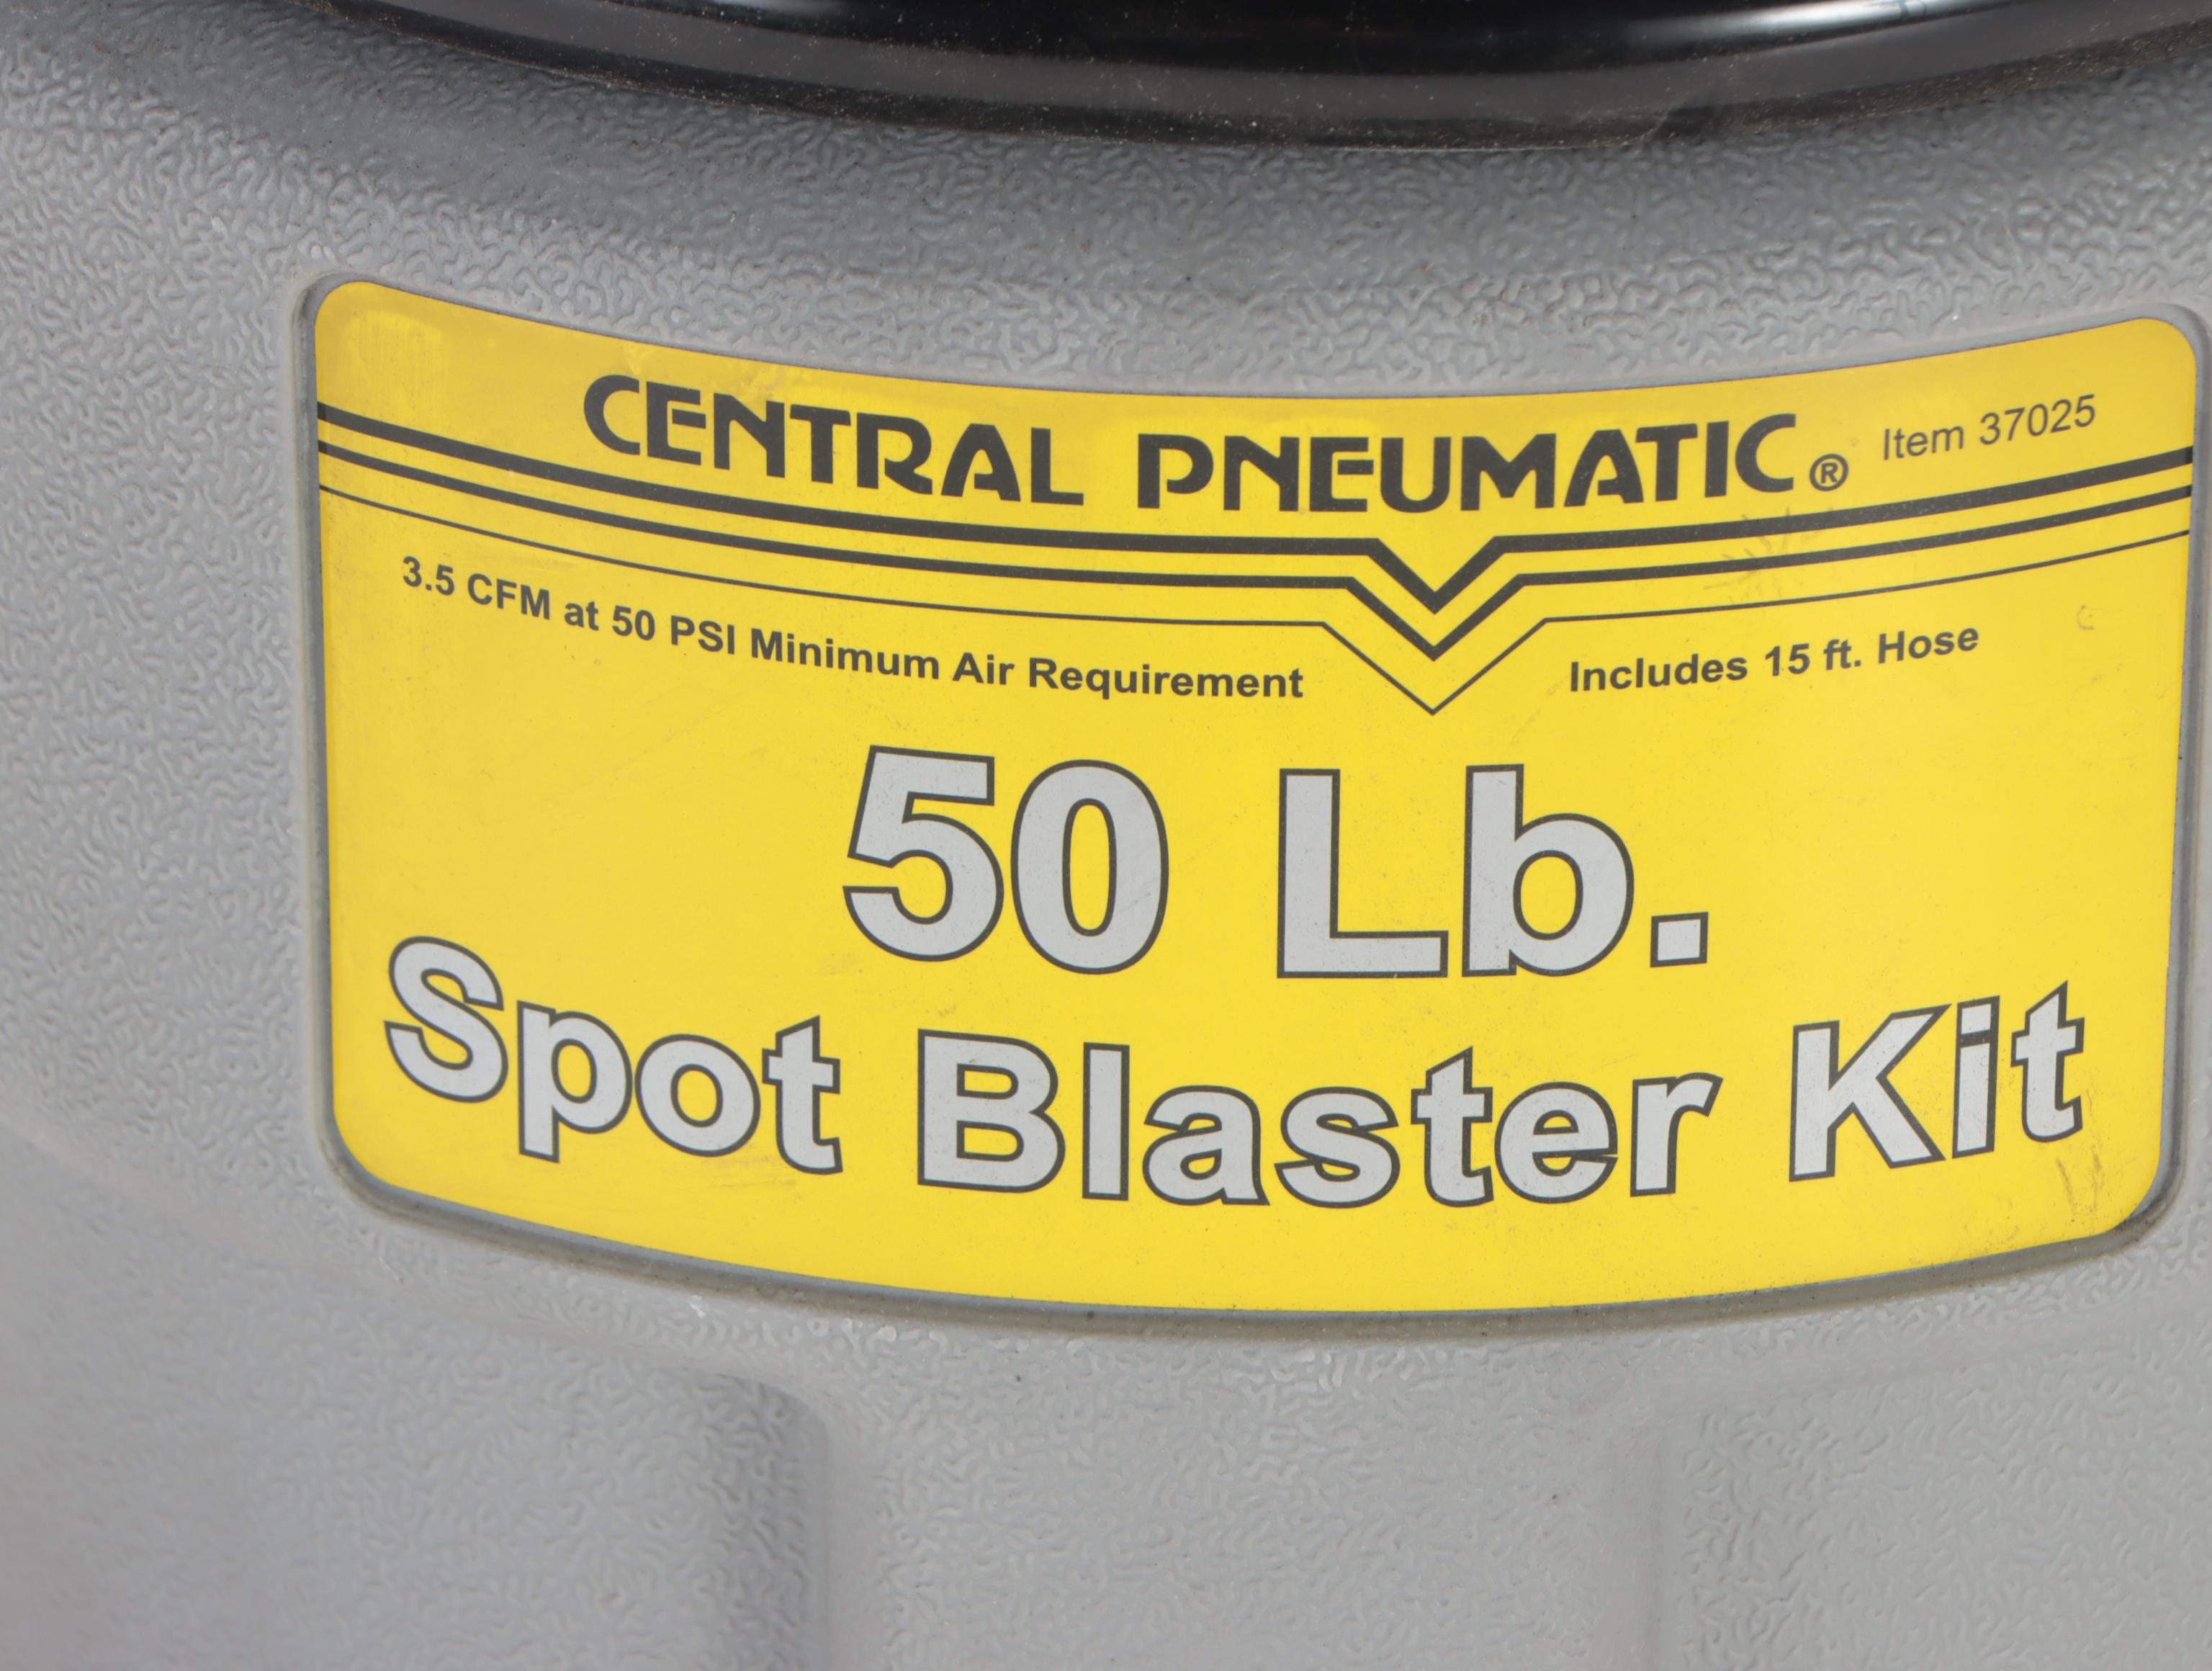 CENTRAL PNEUMATIC® Item 37025
3.5 CFM at 50 PSI Minimum Air Requirement
Includes 15 ft. Hose
50 Lb.
Spot Blaster Kit